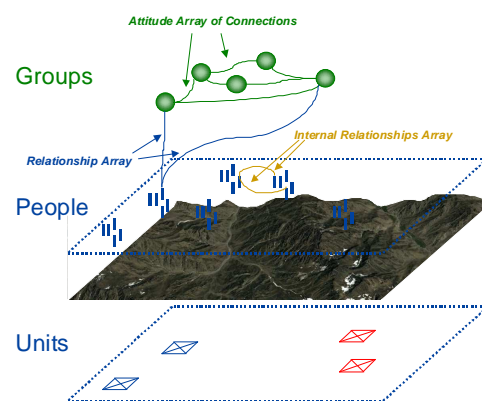 Attitude Array of Connections
Groups
Internal Relationships Array
Relationship Array
People
Units